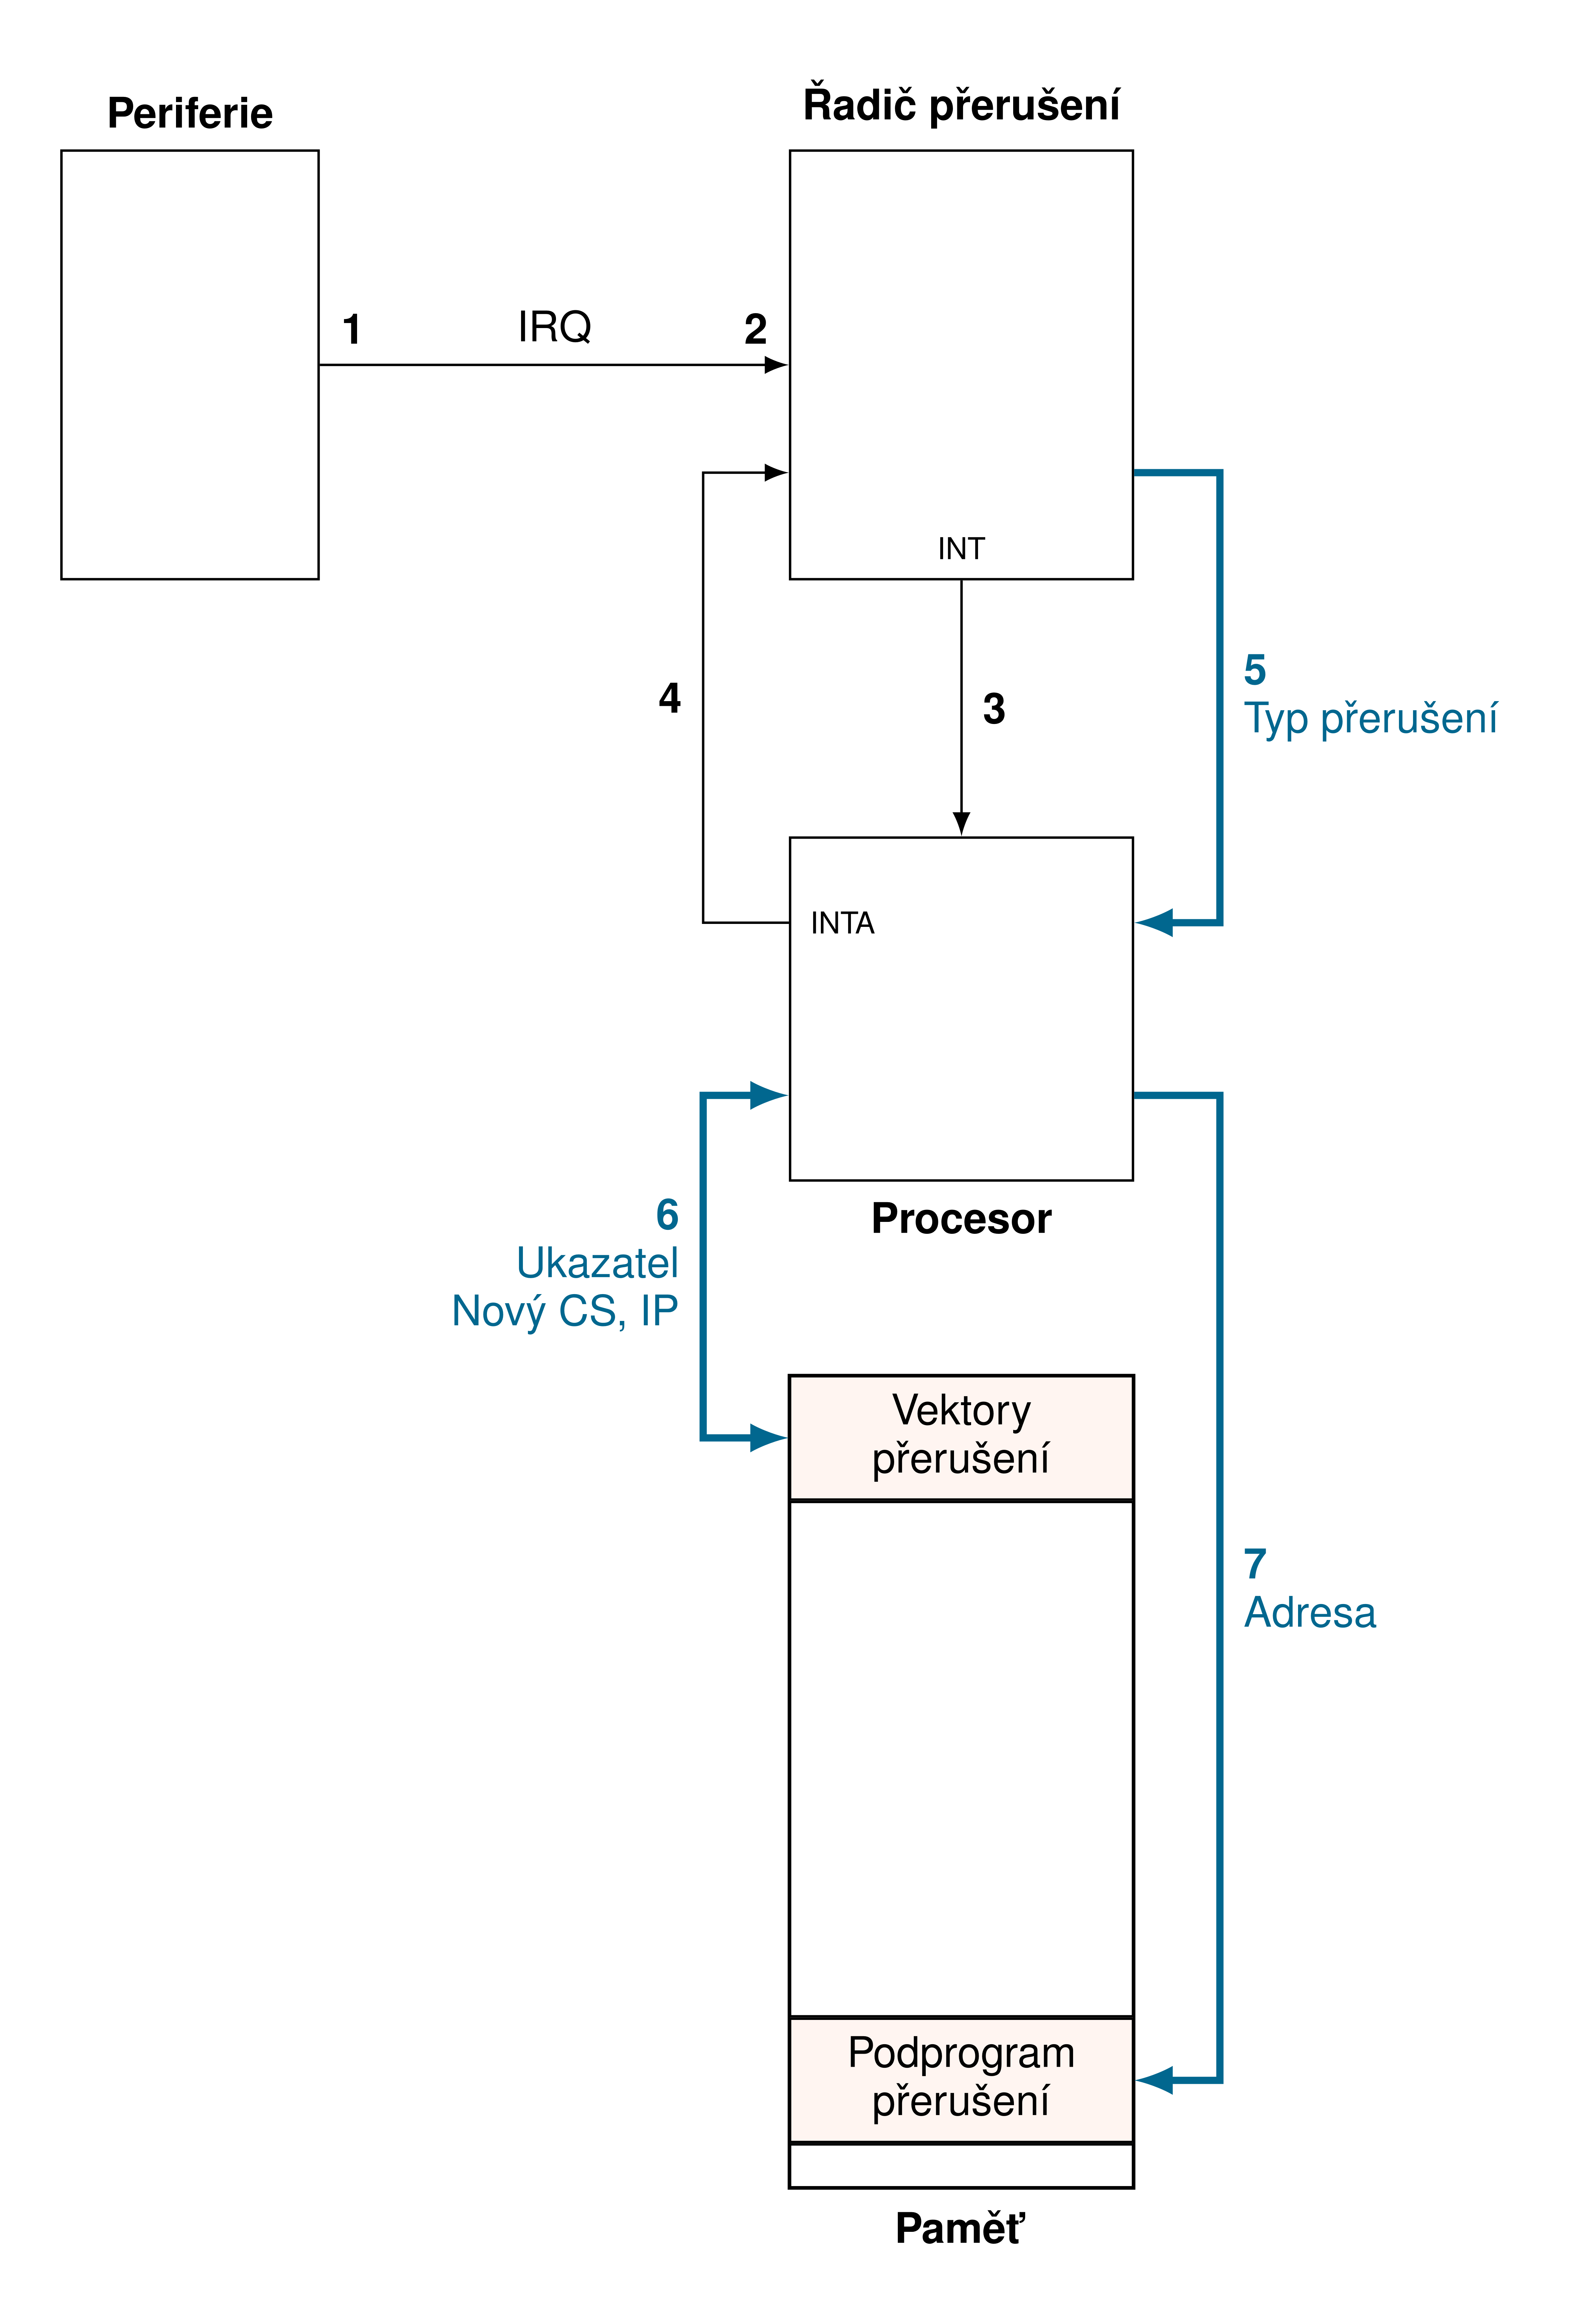 Periferie
Řadič přerušení
1
IRQ
2
INT
4
3
5
Typ přerušení
INTA
Procesor
6
Ukazatel
Nový CS, IP
Vektory
přerušení
7
Adresa
Podprogram
přerušení
Paměť